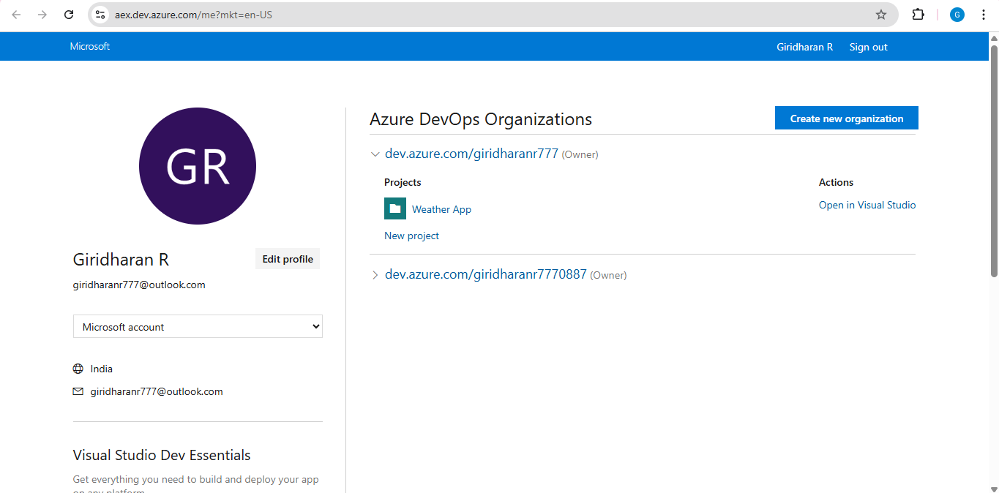 aex.dev.azure.com/me?mkt=en-US
G
Microsoft
Giridharan R Sign out
GR
Giridharan R
Edit profile
giridharanr777@outlook.com
Microsoft account
India
giridharanr777@outlook.com
Visual Studio Dev Essentials
Get everything you need to build and deploy your app
on any platform
Azure DevOps Organizations
Create new organization
dev.azure.com/giridharanr777 (Owner)
Projects
Actions
Weather App
Open in Visual Studio
New project
dev.azure.com/giridharanr7770887 (Owner)